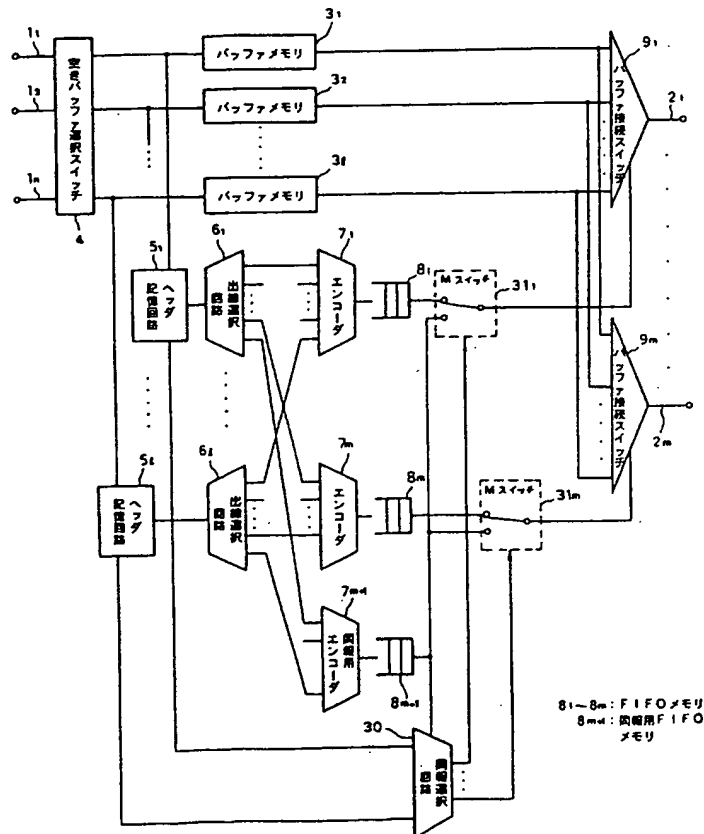 1₁
1₂
1n
空きバッファ選択スイッチ
4
バッファメモリ
3₁
バッファメモリ
3₂
バッファメモリ
3ℓ
バッファ接続スイッチ
9₁
2₁
5₁
ヘッダ記憶回路
6₁
出線選択回路
7₁
エンコーダ
8₁
Mスイッチ
31₁
バッファ接続スイッチ
9m
2m
5ℓ
ヘッダ記憶回路
6ℓ
出線選択回路
7m
エンコーダ
8m
Mスイッチ
31m
7m+1
同報用エンコーダ
8m+1
30
同報選択回路
8₁~8m:FIFOメモリ
8m+1:同報用FIFO
メモリ